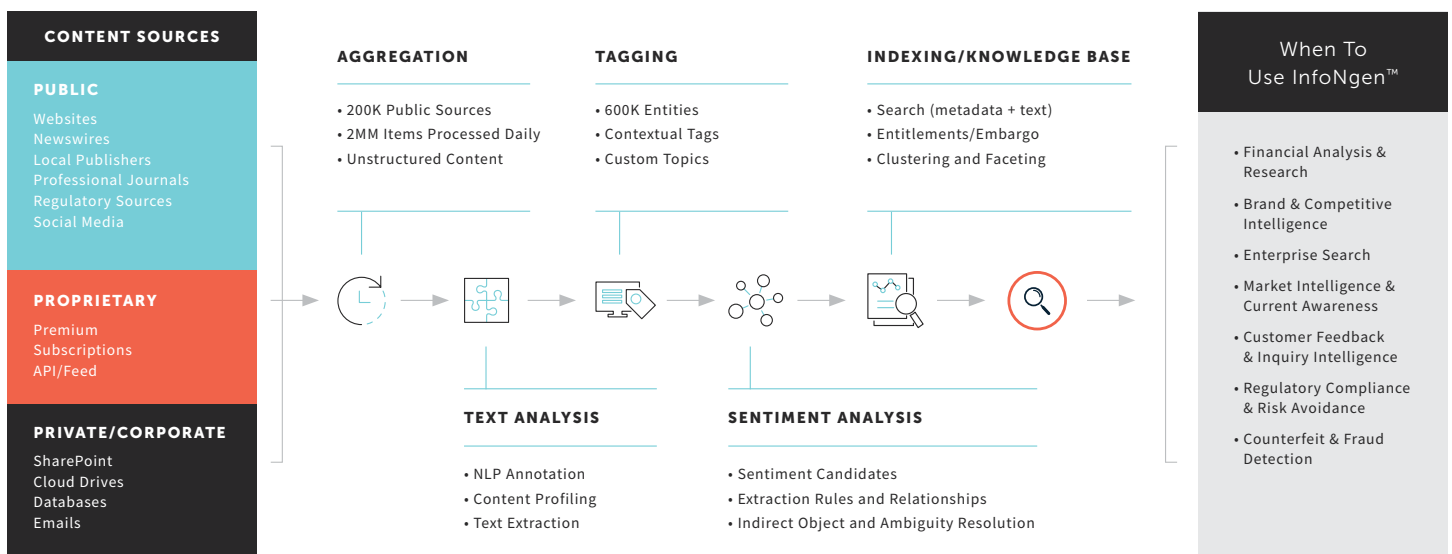 CONTENT SOURCES
PUBLIC
Websites
Newswires
Local Publishers
Professional Journals
Regulatory Sources
Social Media
PROPRIETARY
Premium
Subscriptions
API/Feed
PRIVATE/CORPORATE
SharePoint
Cloud Drives
Databases
Emails
AGGREGATION
• 200K Public Sources
• 2MM Items Processed Daily
• Unstructured Content
TEXT ANALYSIS
• NLP Annotation
• Content Profiling
• Text Extraction
TAGGING
• 600K Entities
• Contextual Tags
• Custom Topics
SENTIMENT ANALYSIS
• Sentiment Candidates
• Extraction Rules and Relationships
• Indirect Object and Ambiguity Resolution
INDEXING/KNOWLEDGE BASE
• Search (metadata + text)
• Entitlements/Embargo
• Clustering and Faceting
When To
Use InfoNgen™
• Financial Analysis &
Research
• Brand & Competitive
Intelligence
• Enterprise Search
• Market Intelligence &
Current Awareness
• Customer Feedback
& Inquiry Intelligence
• Regulatory Compliance
& Risk Avoidance
• Counterfeit & Fraud
Detection